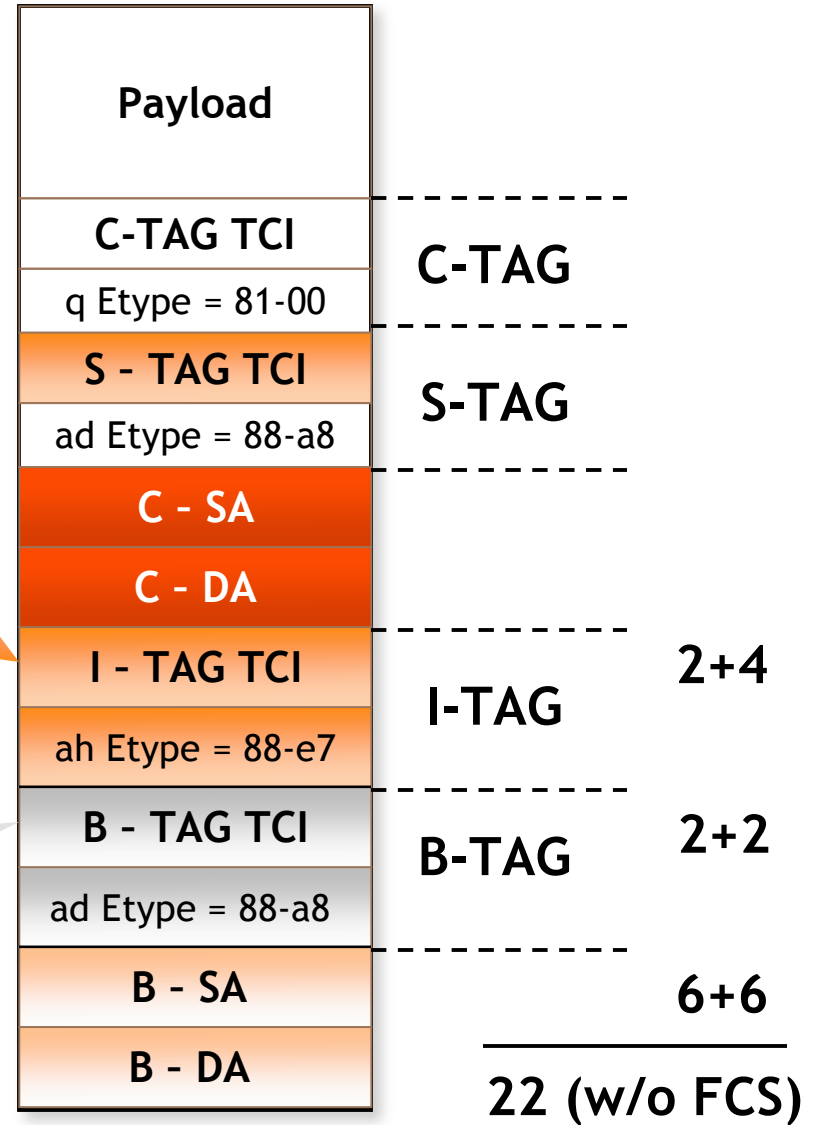 Payload
C-TAG TCI
C-TAG
q Etype = 81-00
S – TAG TCI
S-TAG
ad Etype = 88-a8
C – SA
C – DA
I – TAG TCI
2+4
I-TAG
ah Etype = 88-e7
B – TAG TCI
2+2
B-TAG
ad Etype = 88-a8
B – SA
6+6
B – DA
22 (w/o FCS)